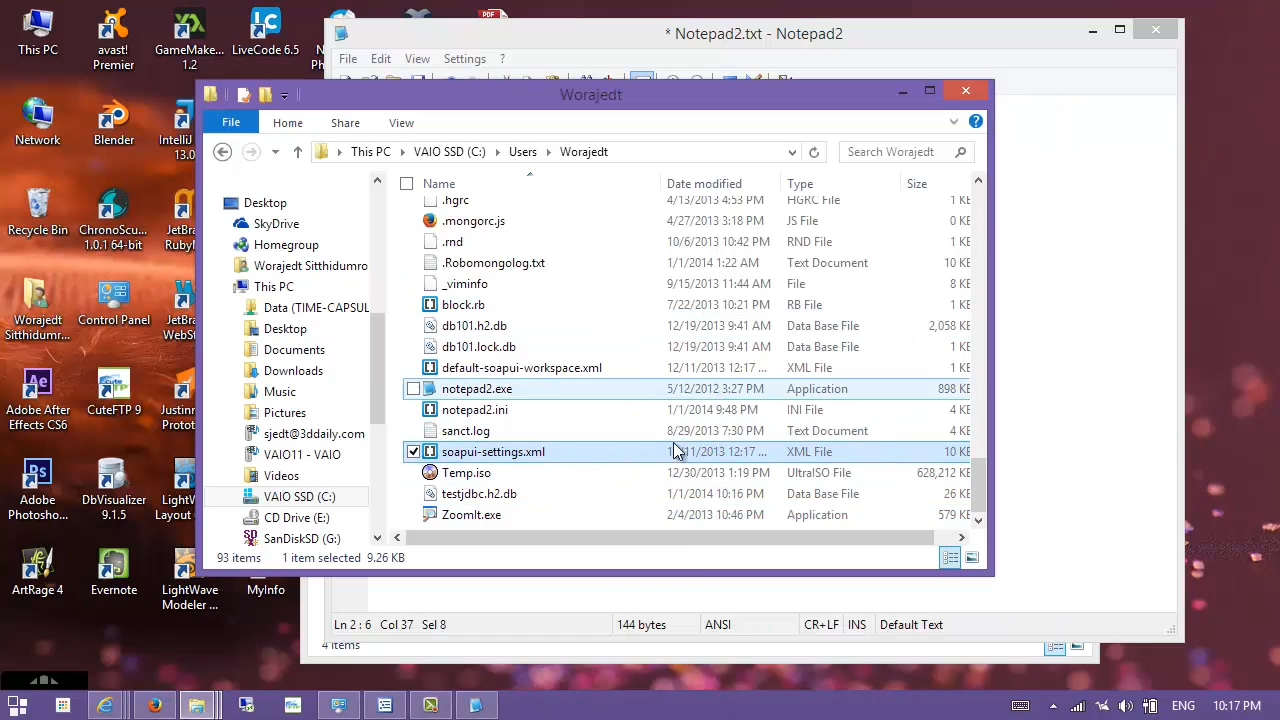 PDF
* Notepad2.txt - Notepad2
File Edit View Settings ?
This PC
avast! Premier
GameMake... 1.2
LiveCode 6.5
Worajedt
File Home Share View
This PC VAIO SSD (C:) Users Worajedt
Search Worajedt
Name Date modified Type Size
.hgrc 4/13/2013 4:53 PM HGRC File 1 KB
.mongorc.js 4/27/2013 3:18 PM JS File 0 KB
.rnd 10/6/2013 10:42 PM RND File 1 KB
.Robomongolog.txt 1/1/2014 1:22 AM Text Document 10 KB
_viminfo 9/15/2013 11:44 AM File 8 KB
block.rb 7/22/2013 10:21 PM RB File 1 KB
db101.h2.db 12/19/2013 9:41 AM Data Base File 2,058 KB
db101.lock.db 12/19/2013 9:41 AM Data Base File 1 KB
default-soapui-workspace.xml 12/11/2013 12:17 ... XML File 1 KB
notepad2.exe 5/12/2012 3:27 PM Application 898 KB
notepad2.ini 1/1/2014 9:48 PM INI File 4 KB
sanct.log 8/29/2013 7:30 PM Text Document 4 KB
soapui-settings.xml 11/2013 12:17 ... XML File 10 KB
Temp.iso 12/30/2013 1:19 PM UltraISO File 628,212 KB
testjdbc.h2.db 1/1/2014 10:16 PM Data Base File 26 KB
ZoomIt.exe 2/4/2013 10:46 PM Application 579 KB
Desktop
SkyDrive
Homegroup
Worajedt Sitthidumro
This PC
Data (TIME-CAPSUL
Desktop
Documents
Downloads
Music
Pictures
sjedt@3ddaily.com
VAIO11 - VAIO
Videos
VAIO SSD (C:)
CD Drive (E:)
SanDiskSD (G:)
93 items 1 item selected 9.26 KB
Network
Blender
IntelliJ 13.0
Recycle Bin
ChronoScu... 1.0.1 64-bit
JetBra RubyM
Worajedt Sitthidum...
Control Panel
JetBra WebSt
Adobe After Effects CS6
CuteFTP 9
Justinn Protot
Adobe Photosho...
DbVisualizer 9.1.5
LightW Layout
ArtRage 4
Evernote
LightWave Modeler ...
MyInfo
Ln 2 : 6 Col 37 Sel 8 144 bytes ANSI CR+LF INS Default Text
4 items
ENG 10:17 PM